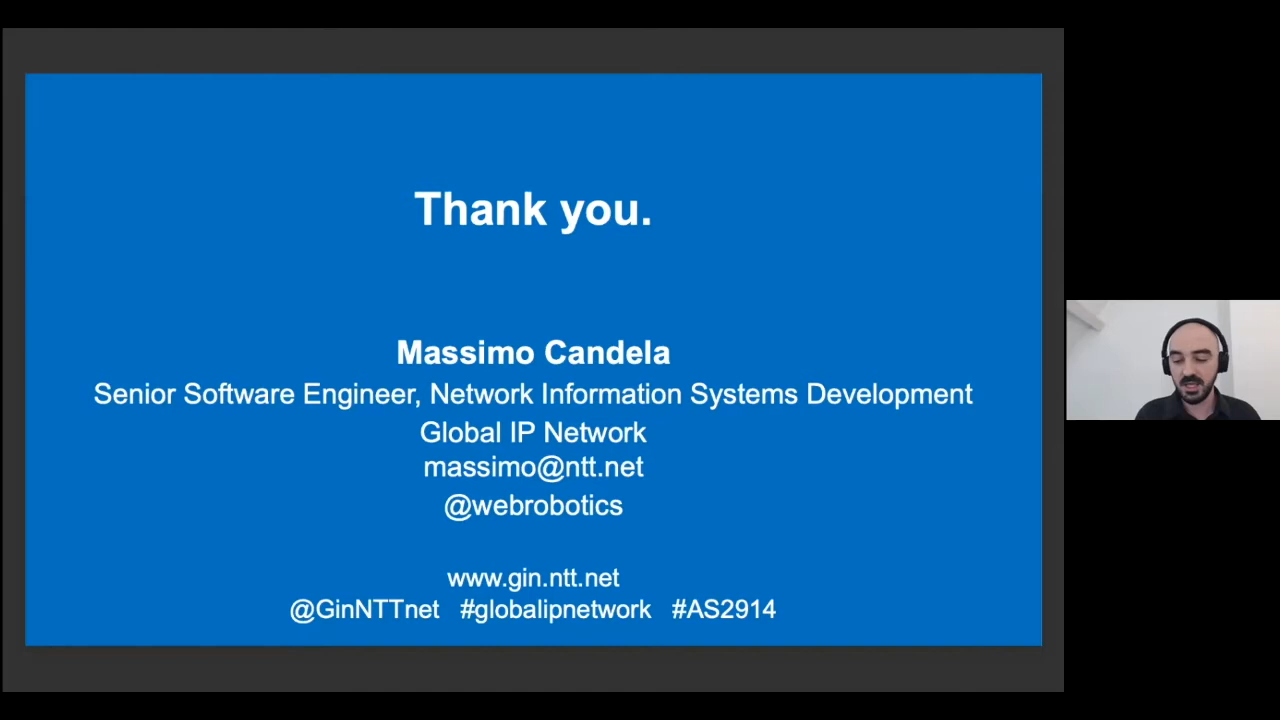 Thank you.
Massimo Candela
Senior Software Engineer, Network Information Systems Development
Global IP Network
massimo@ntt.net
@webrobotics
www.gin.ntt.net
@GinNTTnet #globalipnetwork #AS2914